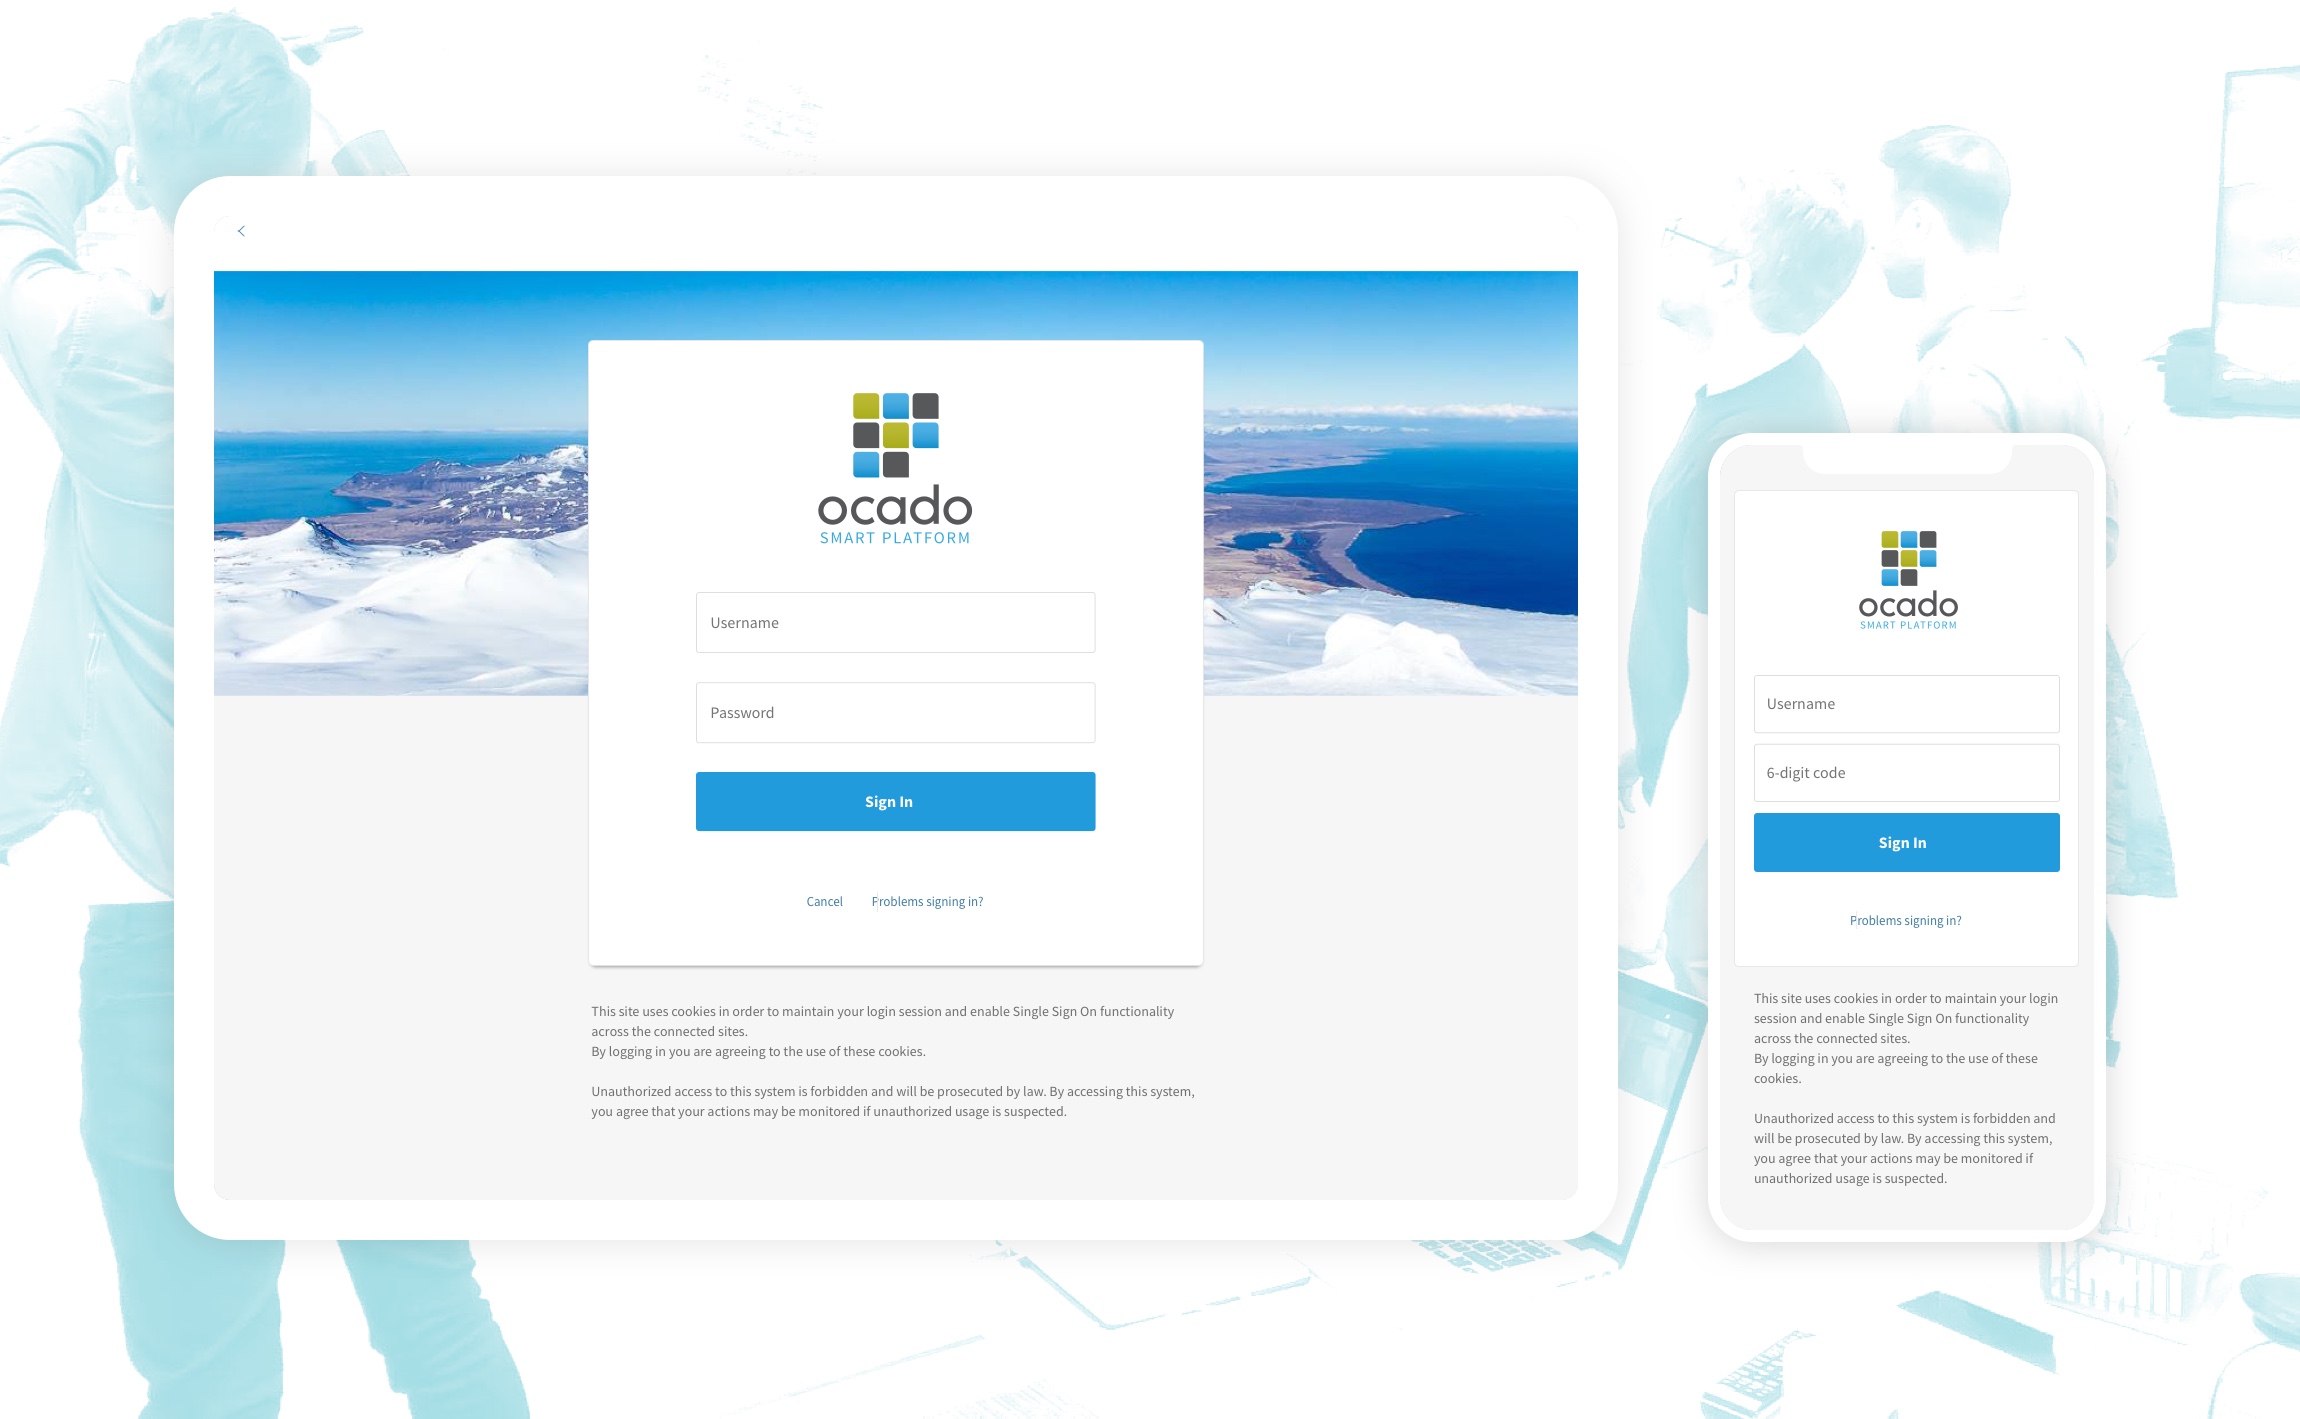 ocado
SMART PLATFORM
Username
Password
Sign In
Cancel
Problems signing in?
This site uses cookies in order to maintain your login session and enable Single Sign On functionality
across the connected sites.
By logging in you are agreeing to the use of these cookies.
Unauthorized access to this system is forbidden and will be prosecuted by law. By accessing this system,
you agree that your actions may be monitored if unauthorized usage is suspected.
ocado
SMART PLATFORM
Username
6-digit code
Sign In
Problems signing in?
This site uses cookies in order to maintain your login
session and enable Single Sign On functionality
across the connected sites.
By logging in you are agreeing to the use of these
cookies.
Unauthorized access to this system is forbidden and
will be prosecuted by law. By accessing this system,
you agree that your actions may be monitored if
unauthorized usage is suspected.